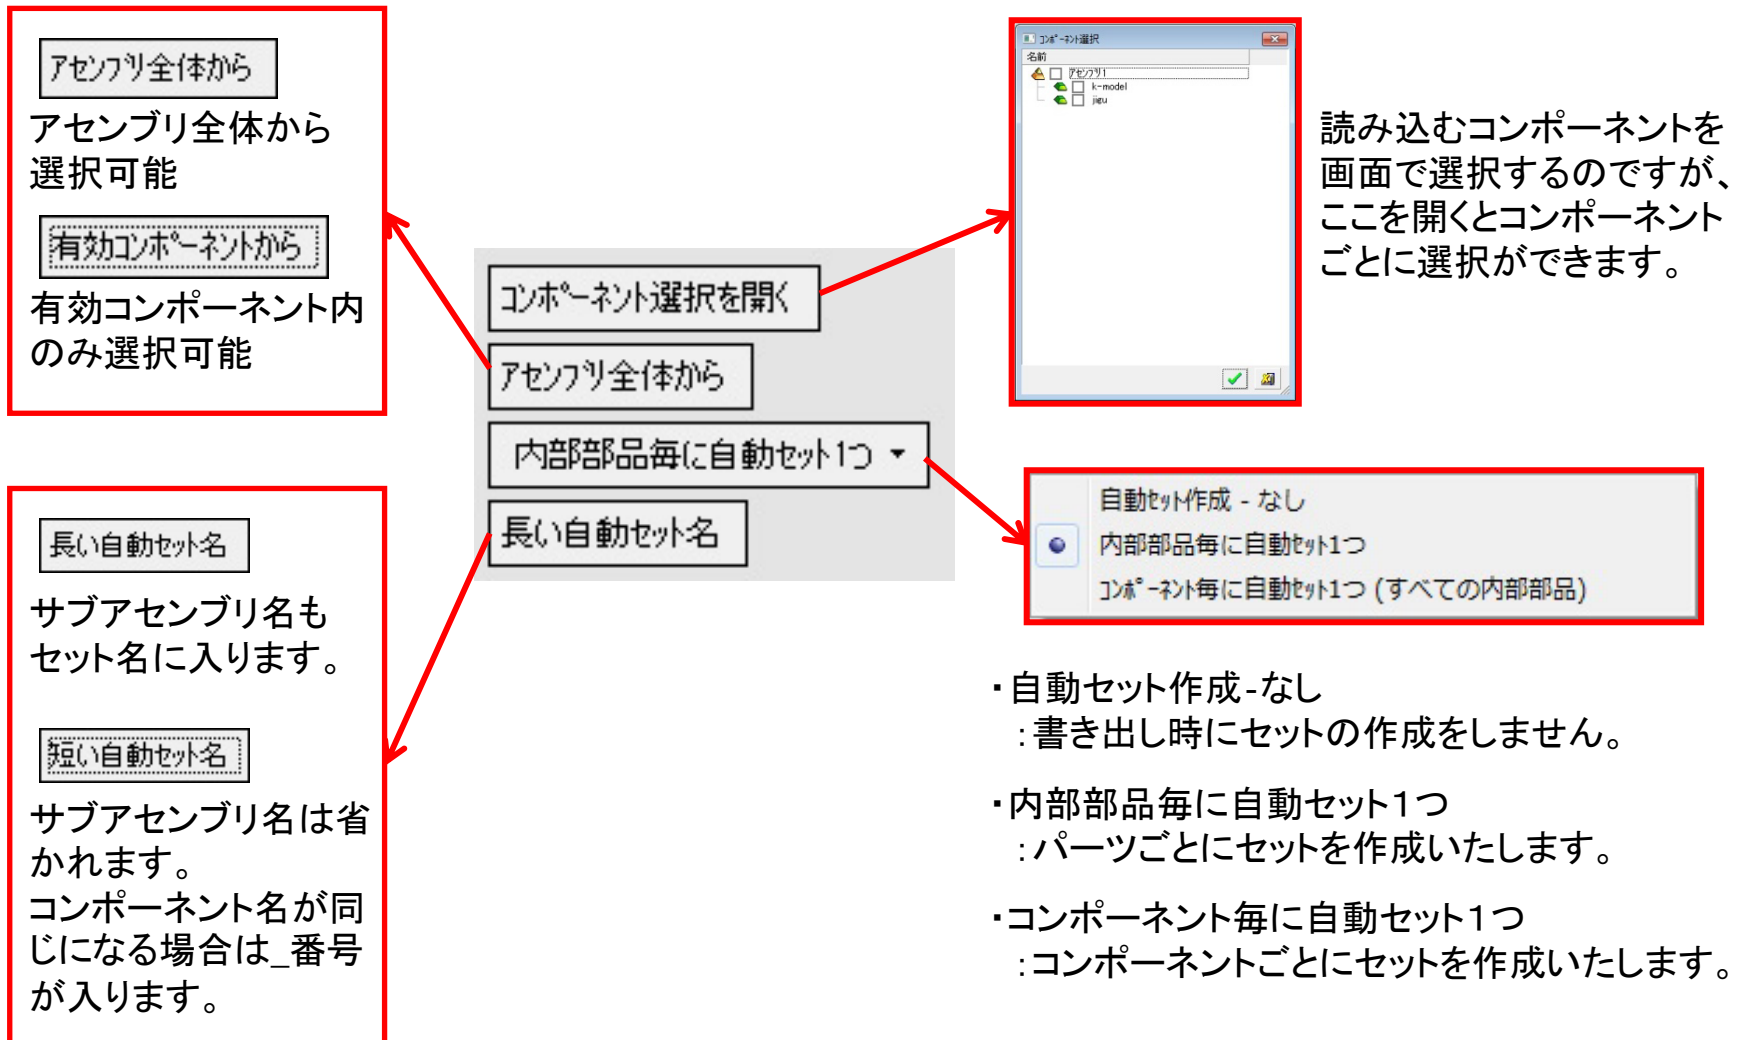 アセンブリ全体から
アセンブリ全体から
選択可能
有効コンポーネントから
有効コンポーネント内
のみ選択可能
長い自動セット名
サブアセンブリ名も
セット名に入ります。
短い自動セット名
サブアセンブリ名は省
かれます。
コンポーネント名が同
じになる場合は_番号
が入ります。
コンポーネント選択を開く
アセンブリ全体から
内部部品毎に自動セット1つ
長い自動セット名
コンポーネント選択
名前
アセンブリ1
k-model
jigu
読み込むコンポーネントを
画面で選択するのですが、
ここを開くとコンポーネント
ごとに選択ができます。
自動セット作成 - なし
内部部品毎に自動セット1つ
コンポーネント毎に自動セット1つ (すべての内部部品)
・自動セット作成-なし
:書き出し時にセットの作成をしません。
・内部部品毎に自動セット1つ
:パーツごとにセットを作成いたします。
・コンポーネント毎に自動セット1つ
:コンポーネントごとにセットを作成いたします。